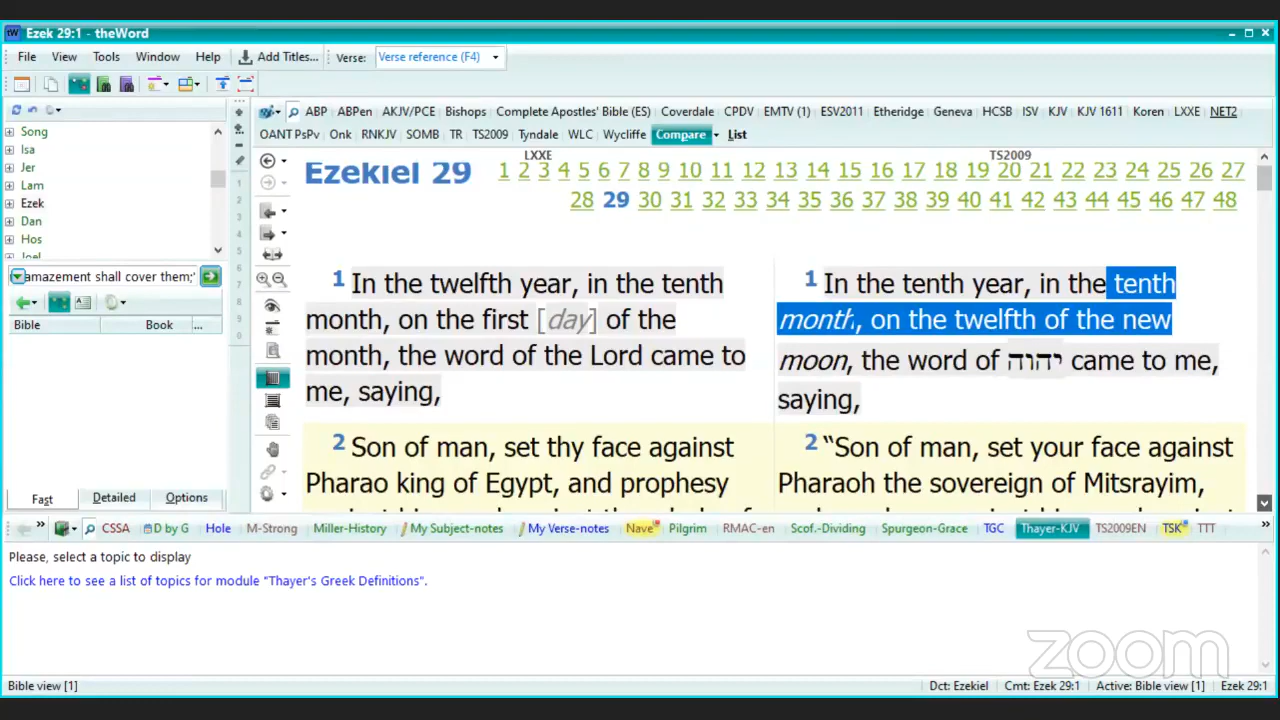 Ezek 29:1 - theWord
File View Tools Window Help Add Titles... Verse: Verse reference (F4)
ABP ABPen AKJV/PCE Bishops Complete Apostles' Bible (ES) Coverdale CPDV EMTV (1) ESV2011 Etheridge Geneva HCSB ISV KJV KJV 1611 Koren LXXE NET2
OANT PsPv Onk RNKJV SOMB TR TS2009 Tyndale WLC Wycliffe Compare List
Song
Isa
Jer
Lam
Ezek
Dan
Hos
Joel
amazement shall cover them;'
Bible Book ...
Fast Detailed Options
1
2
3
4
5
6
7
8
9
0
LXXE TS2009
Ezekiel 29
1 2 3 4 5 6 7 8 9 10 11 12 13 14 15 16 17 18 19 20 21 22 23 24 25 26 27
28 29 30 31 32 33 34 35 36 37 38 39 40 41 42 43 44 45 46 47 48
1 In the twelfth year, in the tenth
month, on the first [day] of the
month, the word of the Lord came to
me, saying,
2 Son of man, set thy face against
Pharao king of Egypt, and prophesy
1 In the tenth year, in the tenth
month, on the twelfth of the new
moon, the word of יהוה came to me,
saying,
2 “Son of man, set your face against
Pharaoh the sovereign of Mitsrayim,
CSSA D by G Hole M-Strong Miller-History My Subject-notes My Verse-notes Nave Pilgrim RMAC-en Scof.-Dividing Spurgeon-Grace TGC Thayer-KJV TS2009EN TSK TTT
Please, select a topic to display
Click here to see a list of topics for module "Thayer's Greek Definitions".
zoom
Bible view [1] Dct: Ezekiel Cmt: Ezek 29:1 Active: Bible view [1] Ezek 29:1